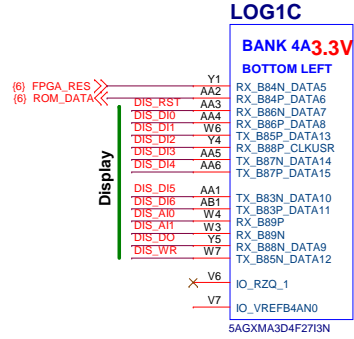 LOG1C
BANK 4A 3.3V
BOTTOM LEFT
{6} FPGA_RES Y1 RX_B84N_DATA5
{6} ROM_DATA AA2 RX_B84P_DATA6
DIS_RST AA3 RX_B86N_DATA7
DIS_DI0 AA4 RX_B86P_DATA8
DIS_DI1 W6 TX_B85P_DATA13
DIS_DI2 Y4 RX_B88P_CLKUSR
DIS_DI3 AA5 TX_B87N_DATA14
DIS_DI4 AA6 TX_B87P_DATA15
Display
DIS_DI5 AA1 TX_B83N_DATA10
DIS_DI6 AB1 TX_B83P_DATA11
DIS_AI0 W4 RX_B89P
DIS_AI1 W3 RX_B89N
DIS_DO Y5 RX_B88N_DATA9
DIS_WR W7 TX_B85N_DATA12
V6 IO_RZQ_1
V7 IO_VREFB4AN0
5AGXMA3D4F27I3N